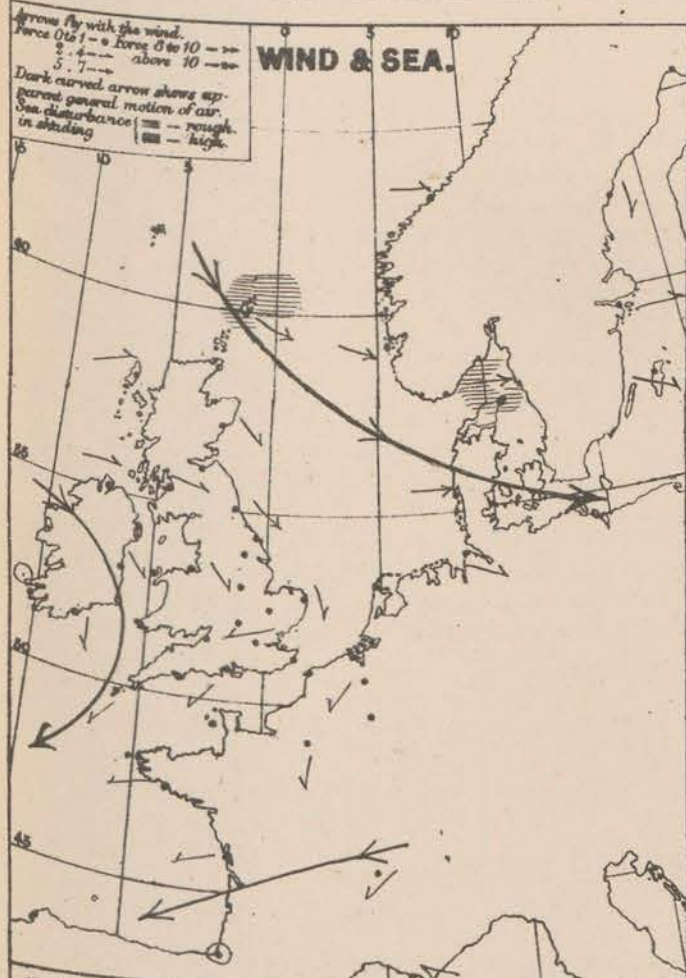 Arrows fly with the wind.
Force 0 to 1 - Force 8 to 10 -
2 . 4 - above 10 -
5 . 7 -
Dark curved arrow shows ap-
parent general motion of air.
Sea disturbance - rough.
in shading - high.
WIND & SEA.
0 5 10
15 10 5
60
55
50
45